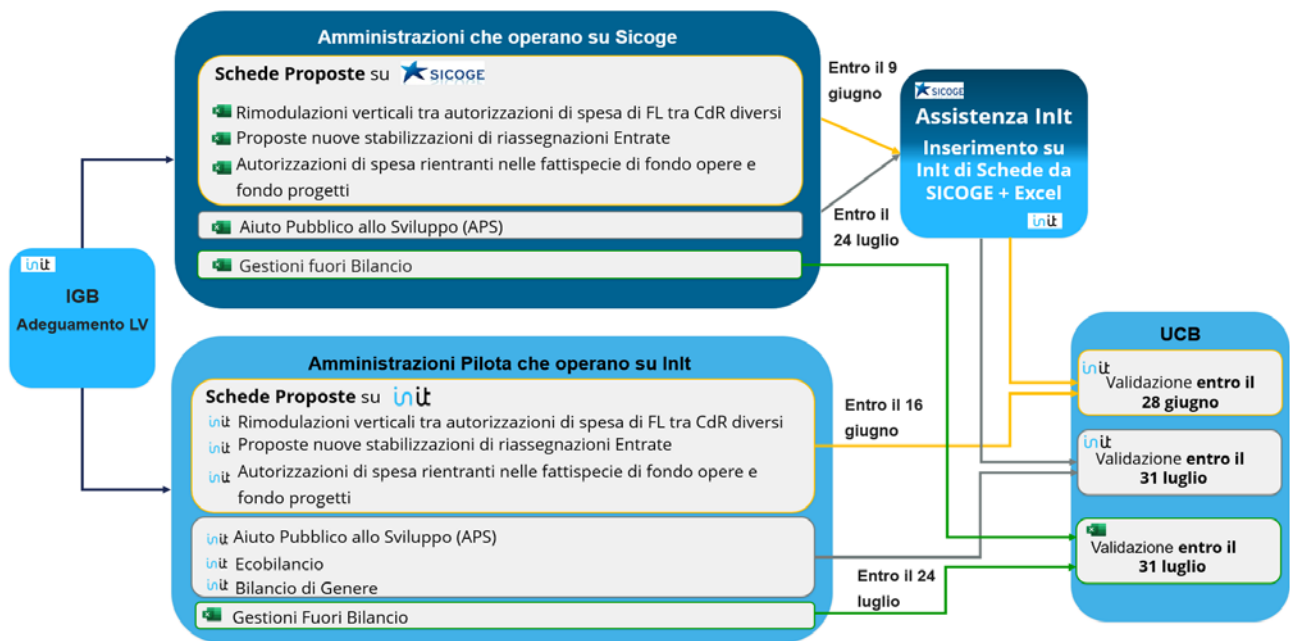 Amministrazioni che operano su Sicoge
Schede Proposte su SICOGE
Rimodulazioni verticali tra autorizzazioni di spesa di FL tra CdR diversi
Proposte nuove stabilizzazioni di riassegnazioni Entrate
Autorizzazioni di spesa rientranti nelle fattispecie di fondo opere e
fondo progetti
Aiuto Pubblico allo Sviluppo (APS)
Gestioni fuori Bilancio
Entro il 9
giugno
Entro il
24 luglio
SICOGE
Assistenza InIt
Inserimento su
InIt di Schede da
SICOGE + Excel
init
init
IGB
Adeguamento LV
Amministrazioni Pilota che operano su InIt
Schede Proposte su init
init Rimodulazioni verticali tra autorizzazioni di spesa di FL tra CdR diversi
init Proposte nuove stabilizzazioni di riassegnazioni Entrate
init Autorizzazioni di spesa rientranti nelle fattispecie di fondo opere e
fondo progetti
init Aiuto Pubblico allo Sviluppo (APS)
init Ecobilancio
init Bilancio di Genere
Gestioni Fuori Bilancio
Entro il 16
giugno
Entro il 24
luglio
UCB
init
Validazione entro il
28 giugno
init
Validazione entro il
31 luglio
Validazione entro il
31 luglio